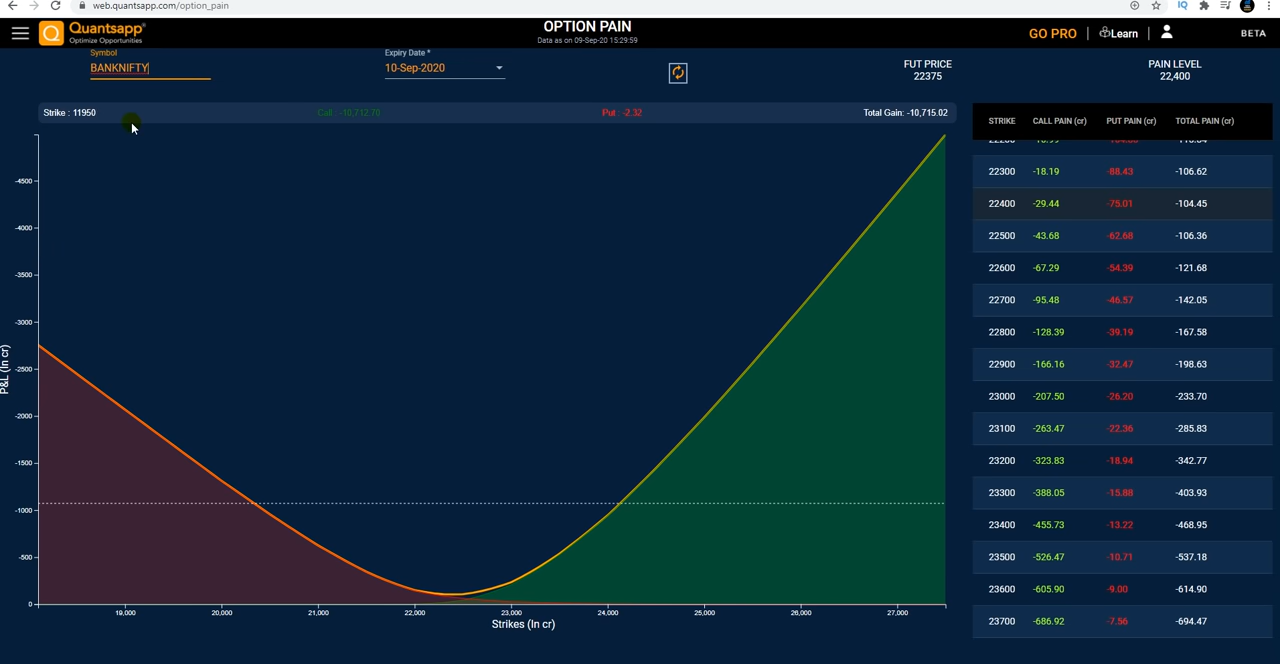 web.quantsapp.com/option_pain
Quantsapp®
Optimize Opportunities
OPTION PAIN
Data as on 09-Sep-20 15:29:59
GO PRO
Learn
BETA
Symbol
BANKNIFTY
Expiry Date *
10-Sep-2020
FUT PRICE
22375
PAIN LEVEL
22,400
Strike : 11950 Call : -10,712.70 Put : -2.32 Total Gain: -10,715.02
STRIKE CALL PAIN (cr) PUT PAIN (cr) TOTAL PAIN (cr)
22300 -18.19 -88.43 -106.62
22400 -29.44 -75.01 -104.45
22500 -43.68 -62.68 -106.36
22600 -67.29 -54.39 -121.68
22700 -95.48 -46.57 -142.05
22800 -128.39 -39.19 -167.58
22900 -166.16 -32.47 -198.63
23000 -207.50 -26.20 -233.70
23100 -263.47 -22.36 -285.83
23200 -323.83 -18.94 -342.77
23300 -388.05 -15.88 -403.93
23400 -455.73 -13.22 -468.95
23500 -526.47 -10.71 -537.18
23600 -605.90 -9.00 -614.90
23700 -686.92 -7.56 -694.47
P&L (In cr)
-4500
-4000
-3500
-3000
-2500
-2000
-1500
-1000
-500
0
19,000 20,000 21,000 22,000 23,000 24,000 25,000 26,000 27,000
Strikes (In cr)